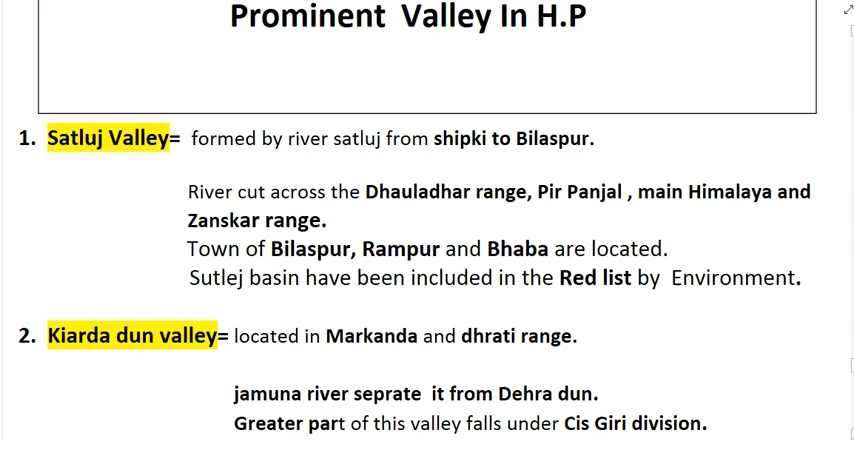 Prominent Valley In H.P
1. Satluj Valley= formed by river satluj from shipki to Bilaspur.
River cut across the Dhauladhar range, Pir Panjal , main Himalaya and
Zanskar range.
Town of Bilaspur, Rampur and Bhaba are located.
Sutlej basin have been included in the Red list by Environment.
2. Kiarda dun valley= located in Markanda and dhrati range.
jamuna river seprate it from Dehra dun.
Greater part of this valley falls under Cis Giri division.